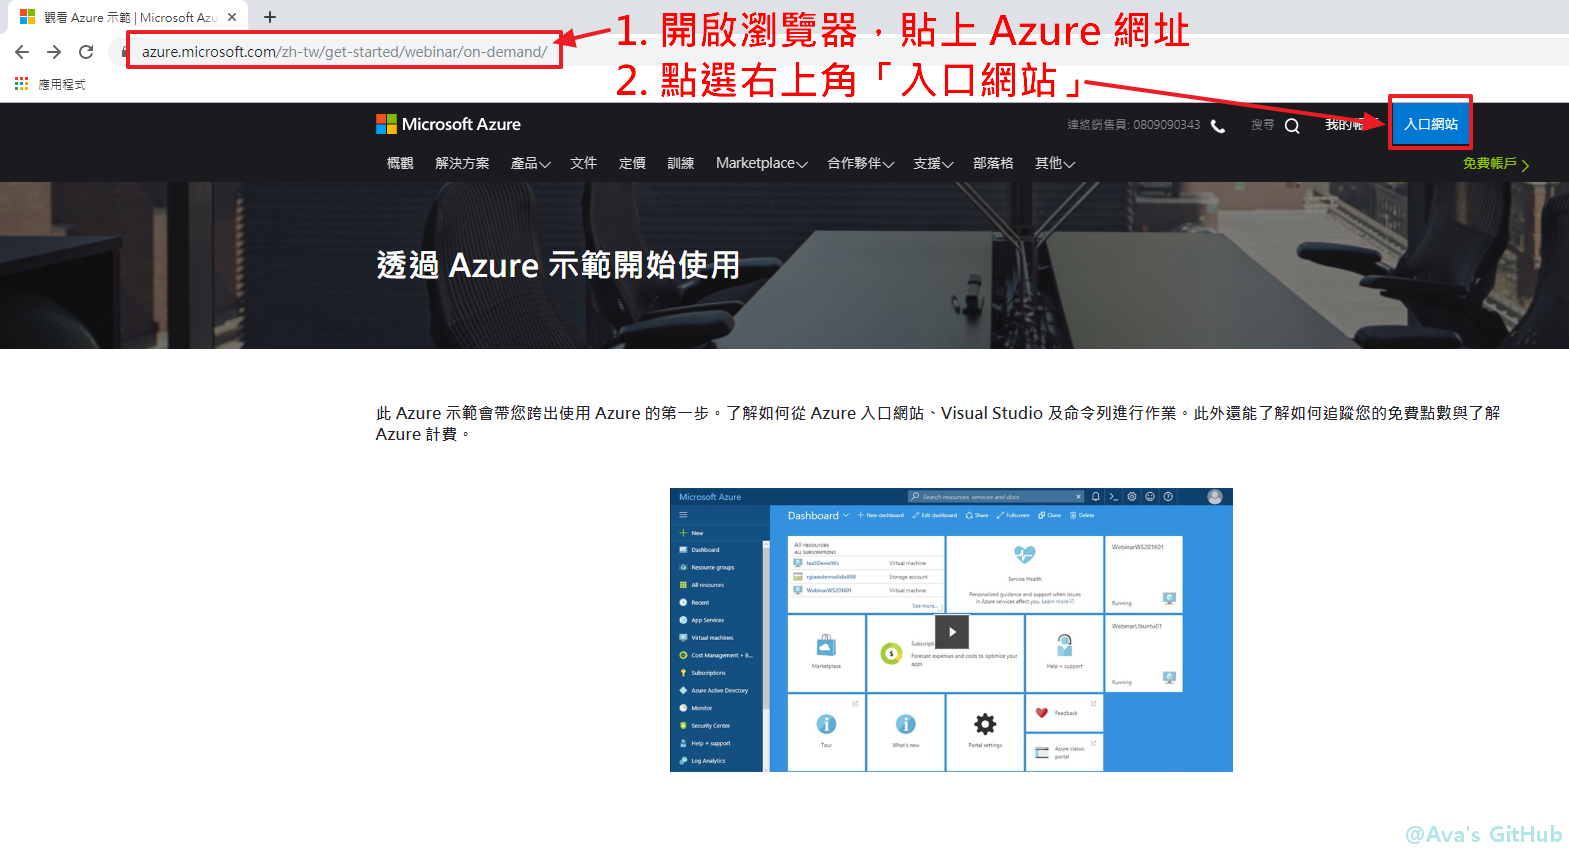 觀看 Azure 示範 | Microsoft Azu
azure.microsoft.com/zh-tw/get-started/webinar/on-demand/
應用程式
1. 開啟瀏覽器，貼上 Azure 網址
2. 點選右上角「入口網站」
Microsoft Azure
連絡銷售員: 0809090343
搜尋
我的帳
入口網站
概觀 解決方案 產品 文件 定價 訓練 Marketplace 合作夥伴 支援 部落格 其他
免費帳戶
透過 Azure 示範開始使用
此 Azure 示範會帶您跨出使用 Azure 的第一步。了解如何從 Azure 入口網站、Visual Studio 及命令列進行作業。此外還能了解如何追蹤您的免費點數與了解
Azure 計費。
Microsoft Azure
Search resources, services and docs
New
Dashboard
Resource groups
All resources
Recent
App Services
Virtual machines
Cost Management + B...
Subscriptions
Azure Active Directory
Monitor
Security Center
Help + support
Log Analytics
Dashboard
New dashboard Edit dashboard Share Fullscreen Clone Delete
All resources
ALL SUBSCRIPTIONS
IaaSDemoWs Virtual machine
rgiaasdemodisks898 Storage account
WebinarWS201601 Virtual machine
See more...
Service Health
Personalized guidance and support when issues
in Azure services affect you. Learn more
WebinarWS201601
Running
Marketplace
Subscript
Forecast expenses and costs to optimize your
apps
Help + support
WebinarUbuntu01
Running
Tour
What's new
Portal settings
Feedback
Azure classic
portal
@Ava's GitHub